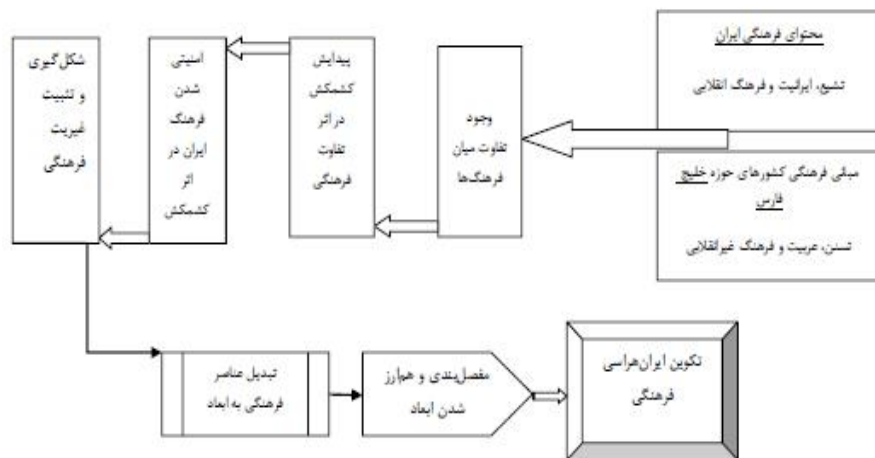 محتوای فرهنگی ایران
تشیع، ایرانیت و فرهنگ انقلابی
مبانی فرهنگی کشورهای حوزه خلیج
فارس
تسنن، عربیت و فرهنگ غیرانقلابی
وجود
تفاوت میان
فرهنگ‌ها
پیدایش
کشمکش
در اثر
تفاوت
فرهنگی
امنیتی
شدن
فرهنگ
ایران در
اثر
کشمکش
شکل‌گیری
و تثبیت
غیریت
فرهنگی
تبدیل عناصر
فرهنگی به ابعاد
مفصل‌بندی و هم‌ارز
شدن ابعاد
تکوین ایران‌هراسی
فرهنگی